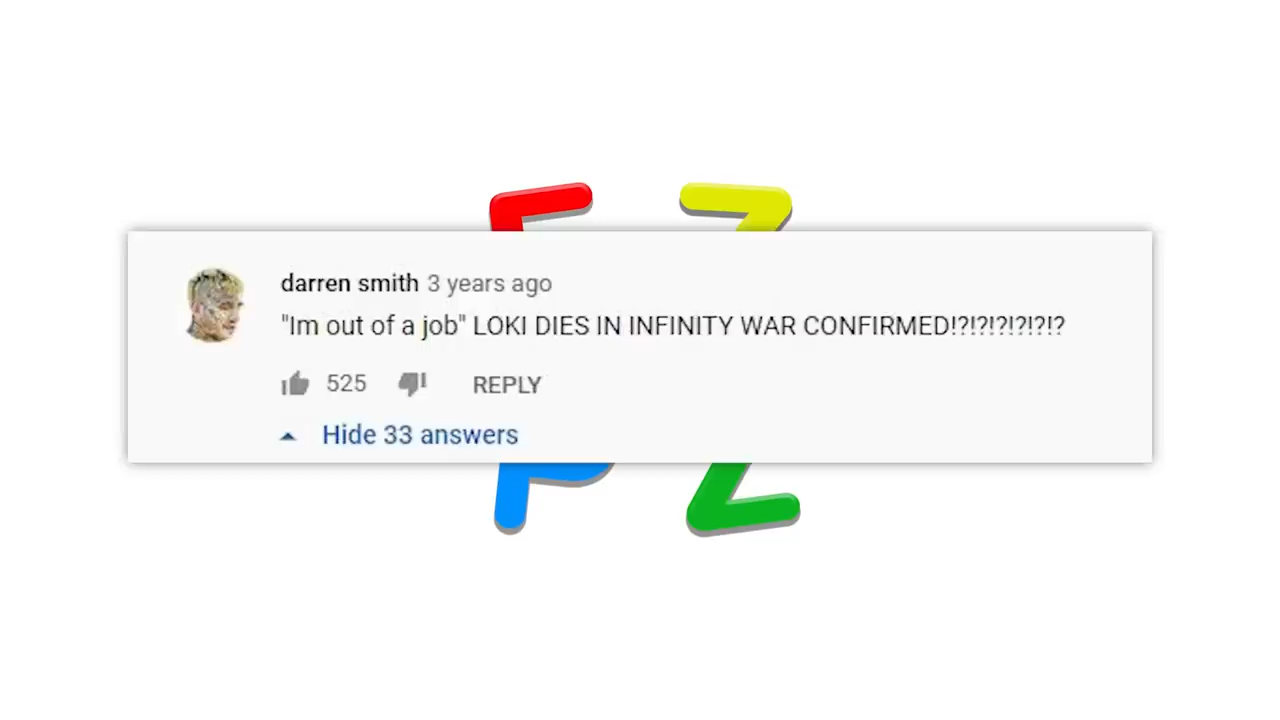 darren smith 3 years ago
"Im out of a job" LOKI DIES IN INFINITY WAR CONFIRMED!?!?!?!?!?!?
525 REPLY
Hide 33 answers